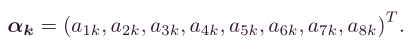 α_k = (a_{1k}, a_{2k}, a_{3k}, a_{4k}, a_{5k}, a_{6k}, a_{7k}, a_{8k})^T.